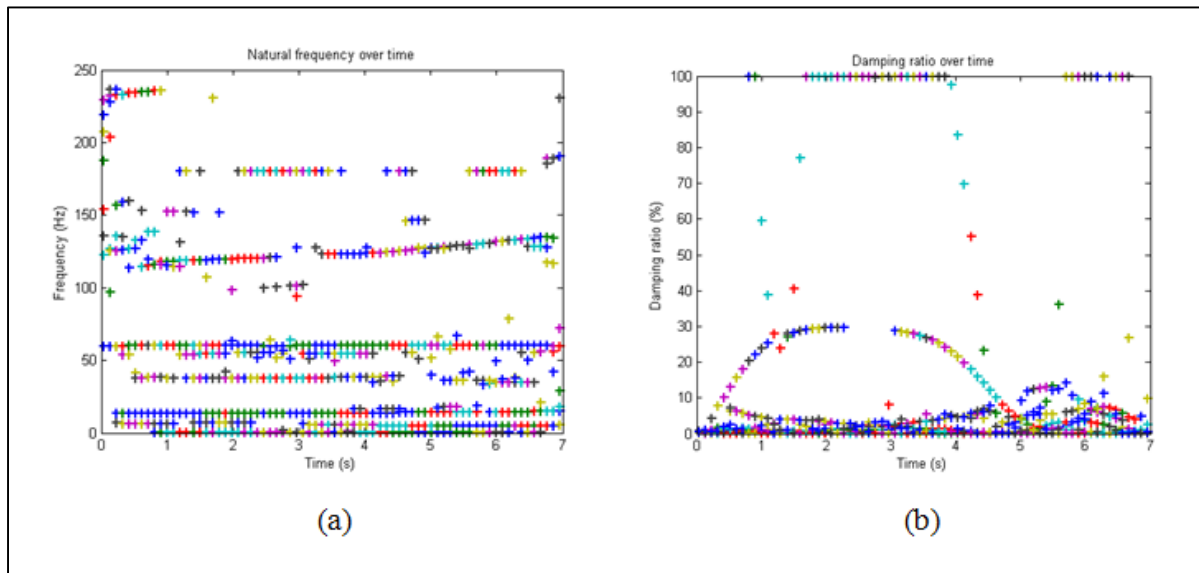 Natural frequency over time
250
200
150
100
50
0
Frequency (Hz)
0 1 2 3 4 5 6 7
Time (s)
(a)
Damping ratio over time
100
90
80
70
60
50
40
30
20
10
0
Damping ratio (%)
0 1 2 3 4 5 6 7
Time (s)
(b)